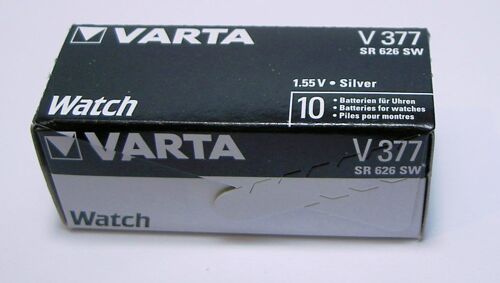 VARTA
V 377
SR 626 SW
1.55V • Silver
Watch
10
• Batterien für Uhren
• Batteries for watches
• Piles pour montres
VARTA
V 377
SR 626 SW
Watch